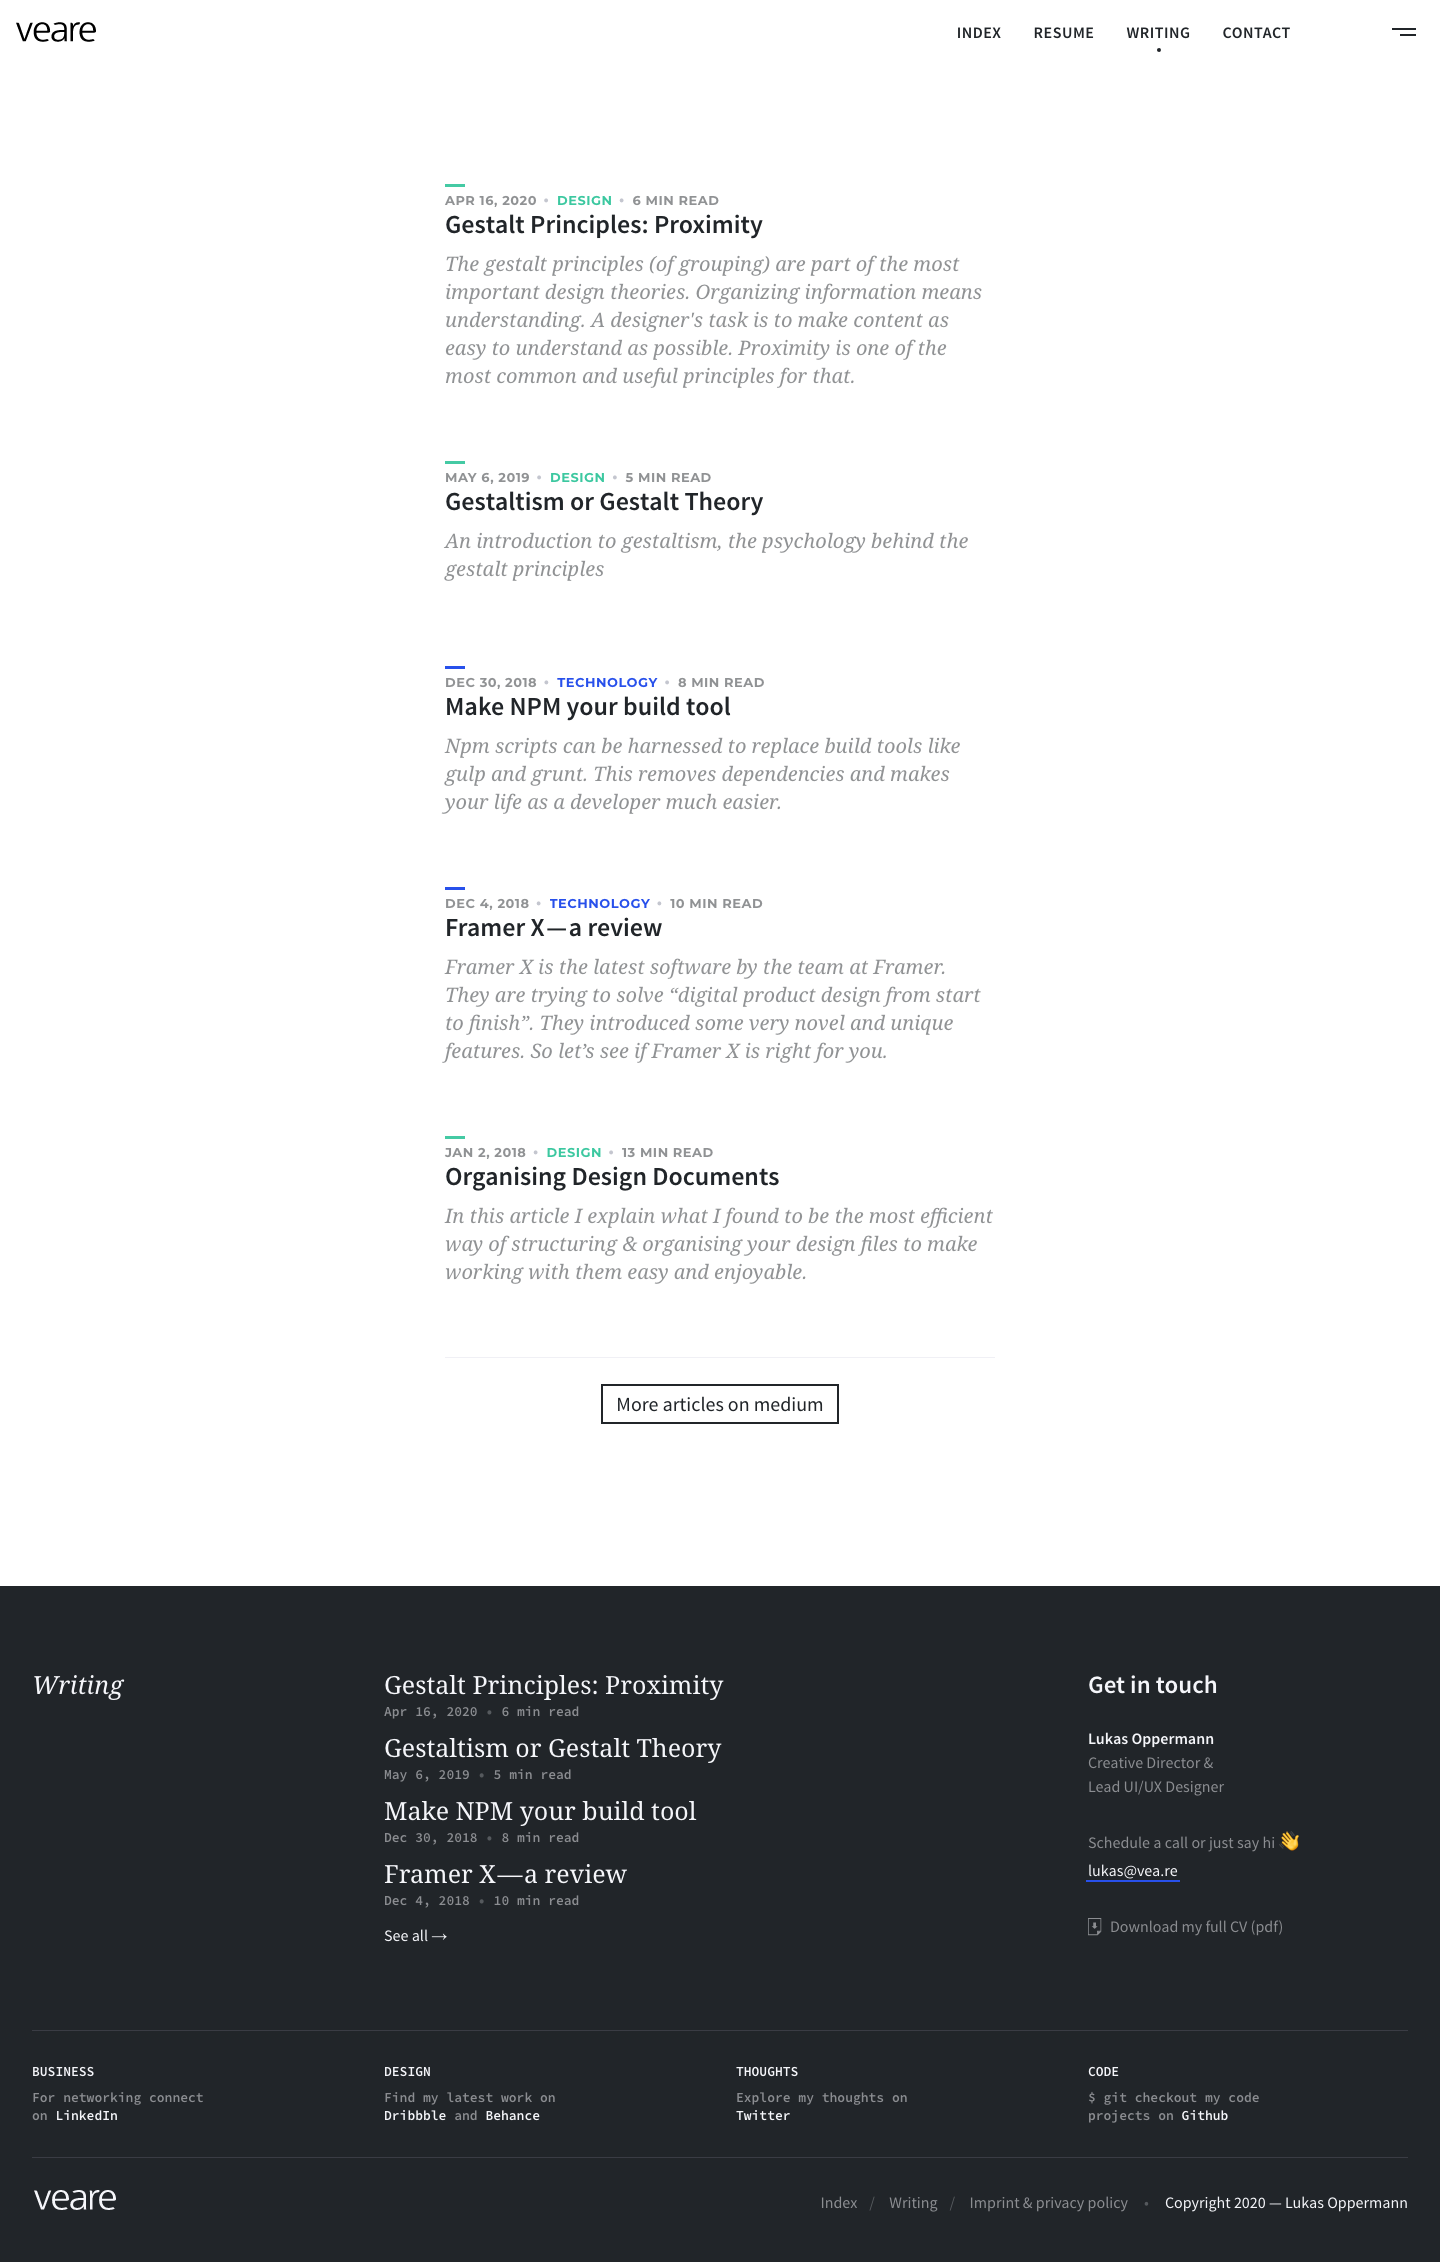 veare
INDEX RESUME WRITING CONTACT
APR 16, 2020 • DESIGN • 6 MIN READ
Gestalt Principles: Proximity
The gestalt principles (of grouping) are part of the most
important design theories. Organizing information means
understanding. A designer's task is to make content as
easy to understand as possible. Proximity is one of the
most common and useful principles for that.
MAY 6, 2019 • DESIGN • 5 MIN READ
Gestaltism or Gestalt Theory
An introduction to gestaltism, the psychology behind the
gestalt principles
DEC 30, 2018 • TECHNOLOGY • 8 MIN READ
Make NPM your build tool
Npm scripts can be harnessed to replace build tools like
gulp and grunt. This removes dependencies and makes
your life as a developer much easier.
DEC 4, 2018 • TECHNOLOGY • 10 MIN READ
Framer X—a review
Framer X is the latest software by the team at Framer.
They are trying to solve “digital product design from start
to finish”. They introduced some very novel and unique
features. So let’s see if Framer X is right for you.
JAN 2, 2018 • DESIGN • 13 MIN READ
Organising Design Documents
In this article I explain what I found to be the most efficient
way of structuring & organising your design files to make
working with them easy and enjoyable.
More articles on medium
Writing
Gestalt Principles: Proximity
Apr 16, 2020 • 6 min read
Gestaltism or Gestalt Theory
May 6, 2019 • 5 min read
Make NPM your build tool
Dec 30, 2018 • 8 min read
Framer X—a review
Dec 4, 2018 • 10 min read
See all →
Get in touch
Lukas Oppermann
Creative Director &
Lead UI/UX Designer
Schedule a call or just say hi 👋
lukas@vea.re
Download my full CV (pdf)
BUSINESS
For networking connect
on LinkedIn
DESIGN
Find my latest work on
Dribbble and Behance
THOUGHTS
Explore my thoughts on
Twitter
CODE
$ git checkout my code
projects on Github
veare
Index / Writing / Imprint & privacy policy • Copyright 2020 — Lukas Oppermann